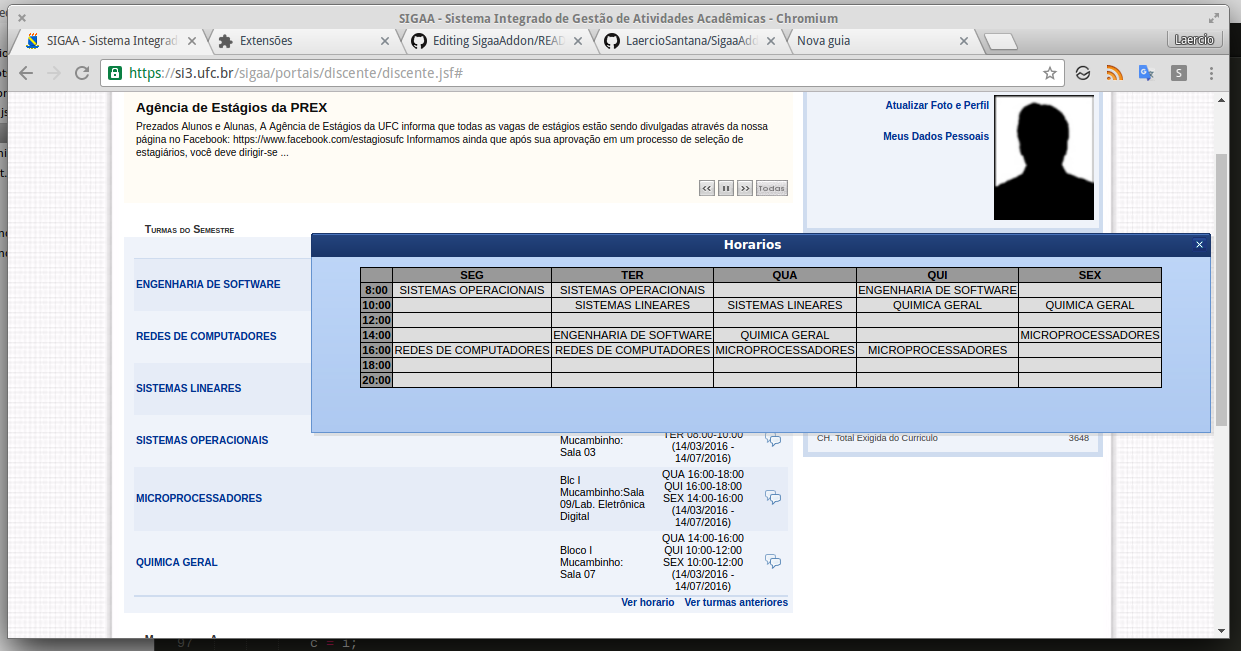 SIGAA - Sistema Integrado de Gestão de Atividades Acadêmicas - Chromium
SIGAA - Sistema Integrad
Extensões
Editing SigaaAddon/READ
LaercioSantana/SigaaAdd
Nova guia
Laercio
https://si3.ufc.br/sigaa/portais/discente/discente.jsf#
S
Agência de Estágios da PREX
Prezados Alunos e Alunas, A Agência de Estágios da UFC informa que todas as vagas de estágios estão sendo divulgadas através da nossa
página no Facebook: https://www.facebook.com/estagiosufc Informamos ainda que após sua aprovação em um processo de seleção de
estagiários, você deve dirigir-se ...
<< II >> Todas
Atualizar Foto e Perfil
Meus Dados Pessoais
Turmas do Semestre
Horarios
SEG TER QUA QUI SEX
8:00 SISTEMAS OPERACIONAIS SISTEMAS OPERACIONAIS ENGENHARIA DE SOFTWARE
10:00 SISTEMAS LINEARES SISTEMAS LINEARES QUIMICA GERAL QUIMICA GERAL
12:00
14:00 ENGENHARIA DE SOFTWARE QUIMICA GERAL MICROPROCESSADORES
16:00 REDES DE COMPUTADORES REDES DE COMPUTADORES MICROPROCESSADORES MICROPROCESSADORES
18:00
20:00
ENGENHARIA DE SOFTWARE
REDES DE COMPUTADORES
SISTEMAS LINEARES
SISTEMAS OPERACIONAIS
Mucambinho:
Sala 03
TER 08:00-10:00
(14/03/2016 -
14/07/2016)
CH. Total Exigida do Currículo 3648
MICROPROCESSADORES
Blc I
Mucambinho:Sala
09/Lab. Eletrônica
Digital
QUA 16:00-18:00
QUI 16:00-18:00
SEX 14:00-16:00
(14/03/2016 -
14/07/2016)
QUIMICA GERAL
Bloco I
Mucambinho:
Sala 07
QUA 14:00-16:00
QUI 10:00-12:00
SEX 10:00-12:00
(14/03/2016 -
14/07/2016)
Ver horario Ver turmas anteriores
97 c = i;